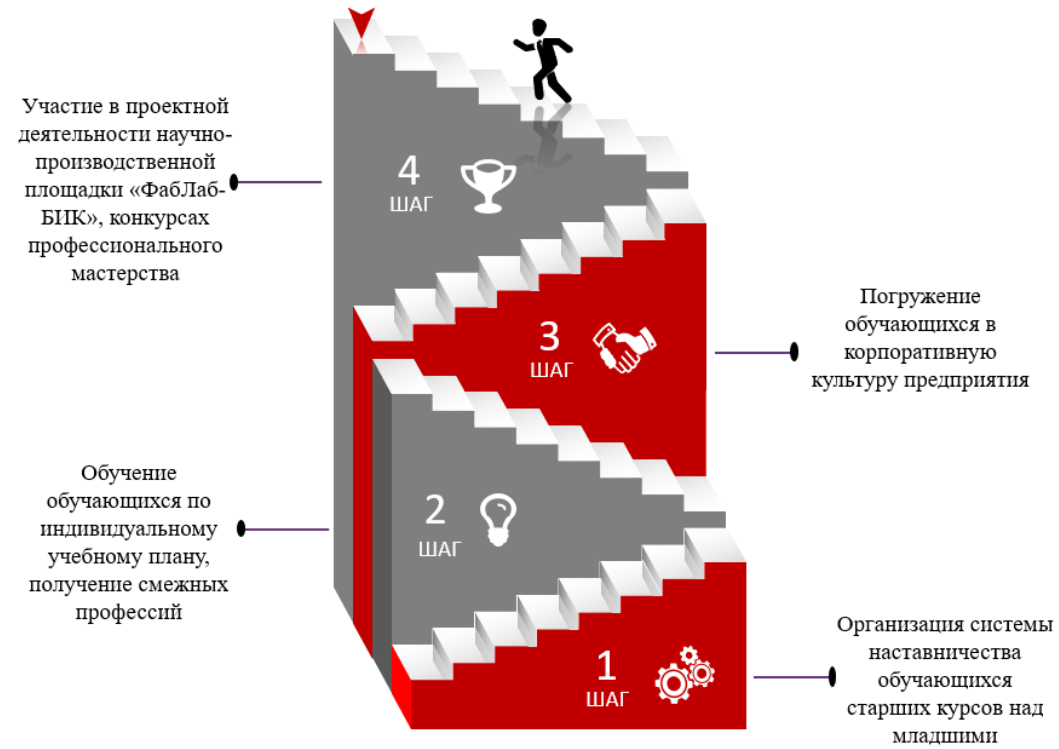 Участие в проектной
деятельности научно-
производственной
площадки «ФабЛаб-
БИК», конкурсах
профессионального
мастерства
4
ШАГ
3
ШАГ
Погружение
обучающихся в
корпоративную
культуру предприятия
Обучение
обучающихся по
индивидуальному
учебному плану,
получение смежных
профессий
2
ШАГ
1
ШАГ
Организация системы
наставничества
обучающихся
старших курсов над
младшими